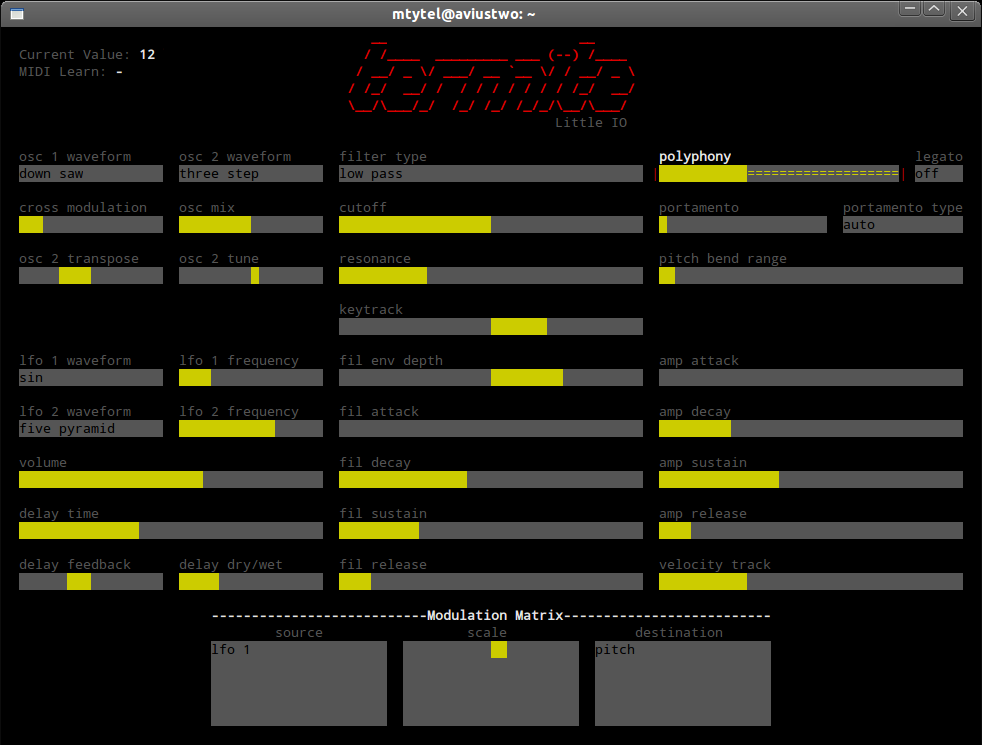 mtytel@aviustwo: ~
Current Value: 12
MIDI Learn: -
cursynth
Little IO
osc 1 waveform osc 2 waveform filter type polyphony legato
down saw three step low pass |===================| off
cross modulation osc mix cutoff portamento portamento type
auto
osc 2 transpose osc 2 tune resonance pitch bend range
keytrack
lfo 1 waveform lfo 1 frequency fil env depth amp attack
sin
lfo 2 waveform lfo 2 frequency fil attack amp decay
five pyramid
volume fil decay amp sustain
delay time fil sustain amp release
delay feedback delay dry/wet fil release velocity track
---------------------------Modulation Matrix--------------------------
source scale destination
lfo 1 pitch